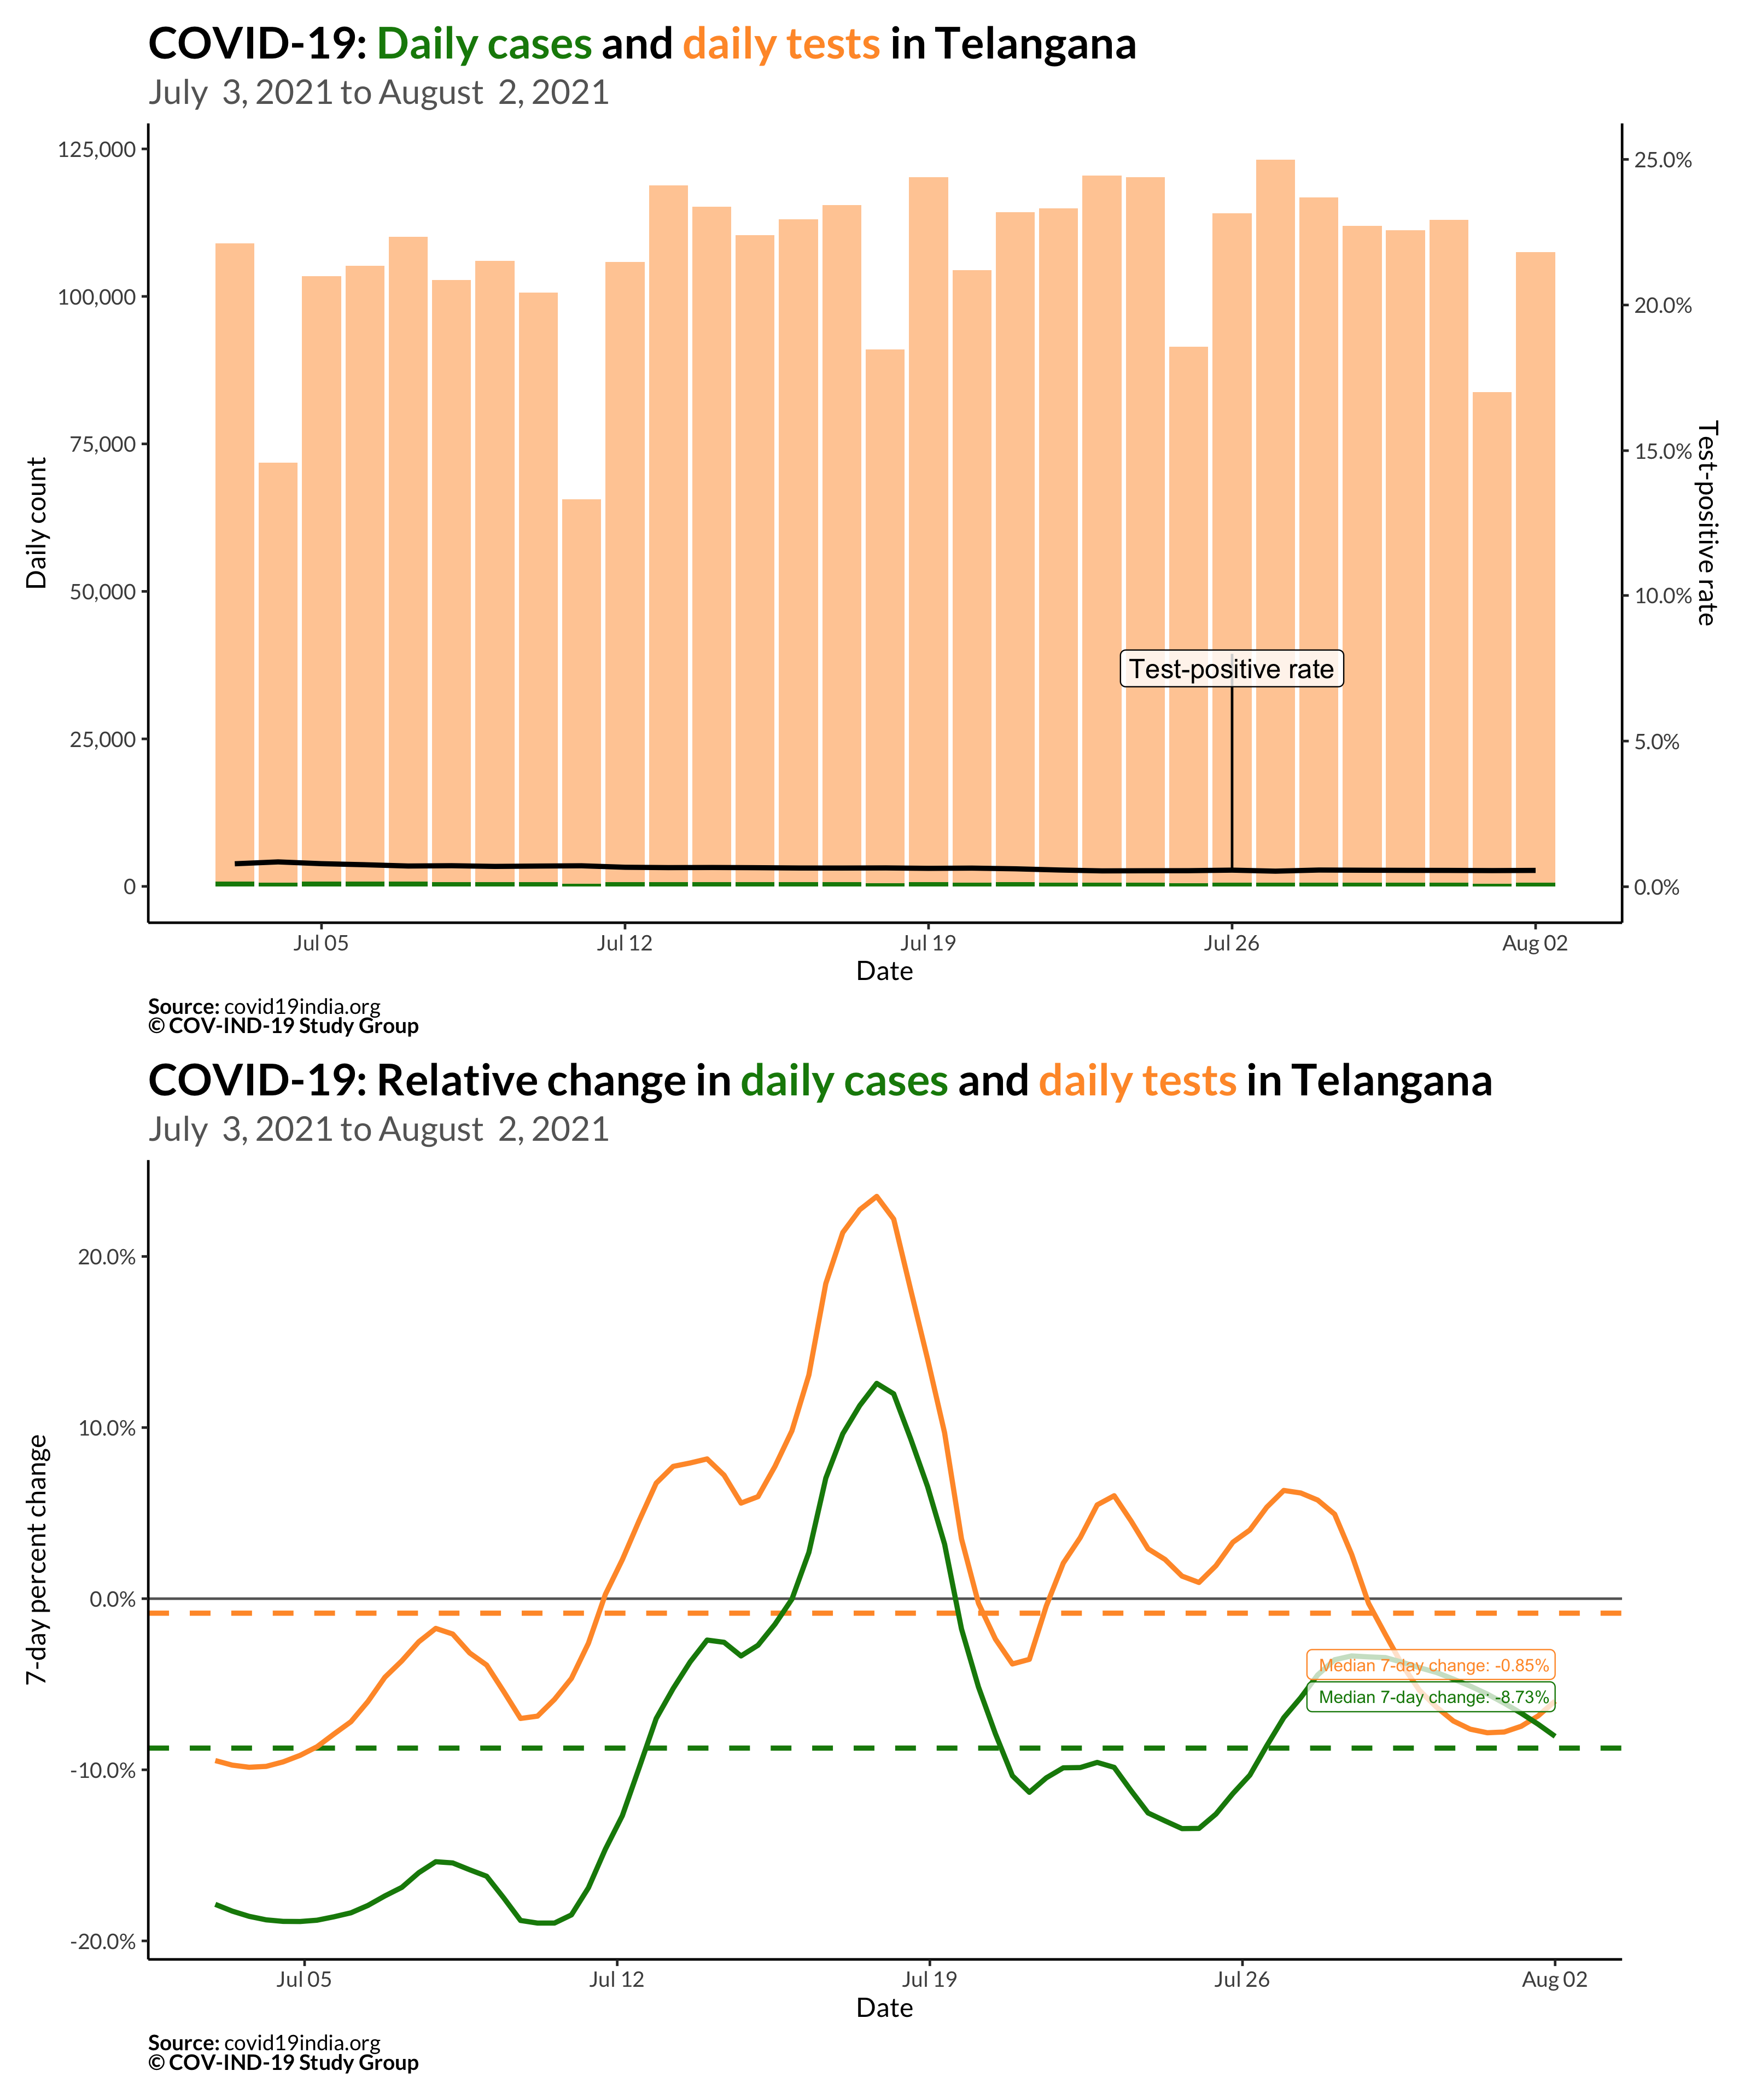 COVID-19: Daily cases and daily tests in Telangana
July 3, 2021 to August 2, 2021
125,000
100,000
75,000
50,000
25,000
0
Daily count
25.0%
20.0%
15.0%
10.0%
5.0%
0.0%
Test-positive rate
Test-positive rate
Jul 05
Jul 12
Jul 19
Jul 26
Aug 02
Date
Source: covid19india.org
© COV-IND-19 Study Group
COVID-19: Relative change in daily cases and daily tests in Telangana
July 3, 2021 to August 2, 2021
20.0%
10.0%
0.0%
-10.0%
-20.0%
7-day percent change
Median 7-day change: -0.85%
Median 7-day change: -8.73%
Jul 05
Jul 12
Jul 19
Jul 26
Aug 02
Date
Source: covid19india.org
© COV-IND-19 Study Group